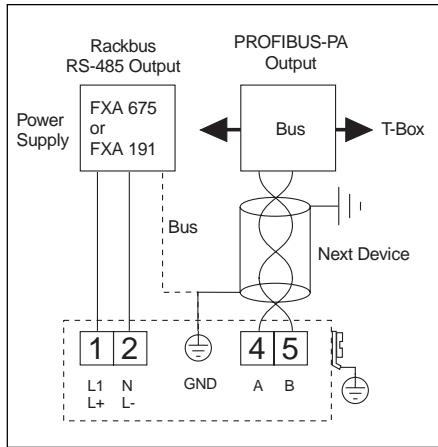 Rackbus
RS-485 Output
PROFIBUS-PA
Output
Power
Supply
FXA 675
or
FXA 191
Bus
T-Box
Bus
Next Device
1 2
4 5
L1 N
L+ L-
GND
A B